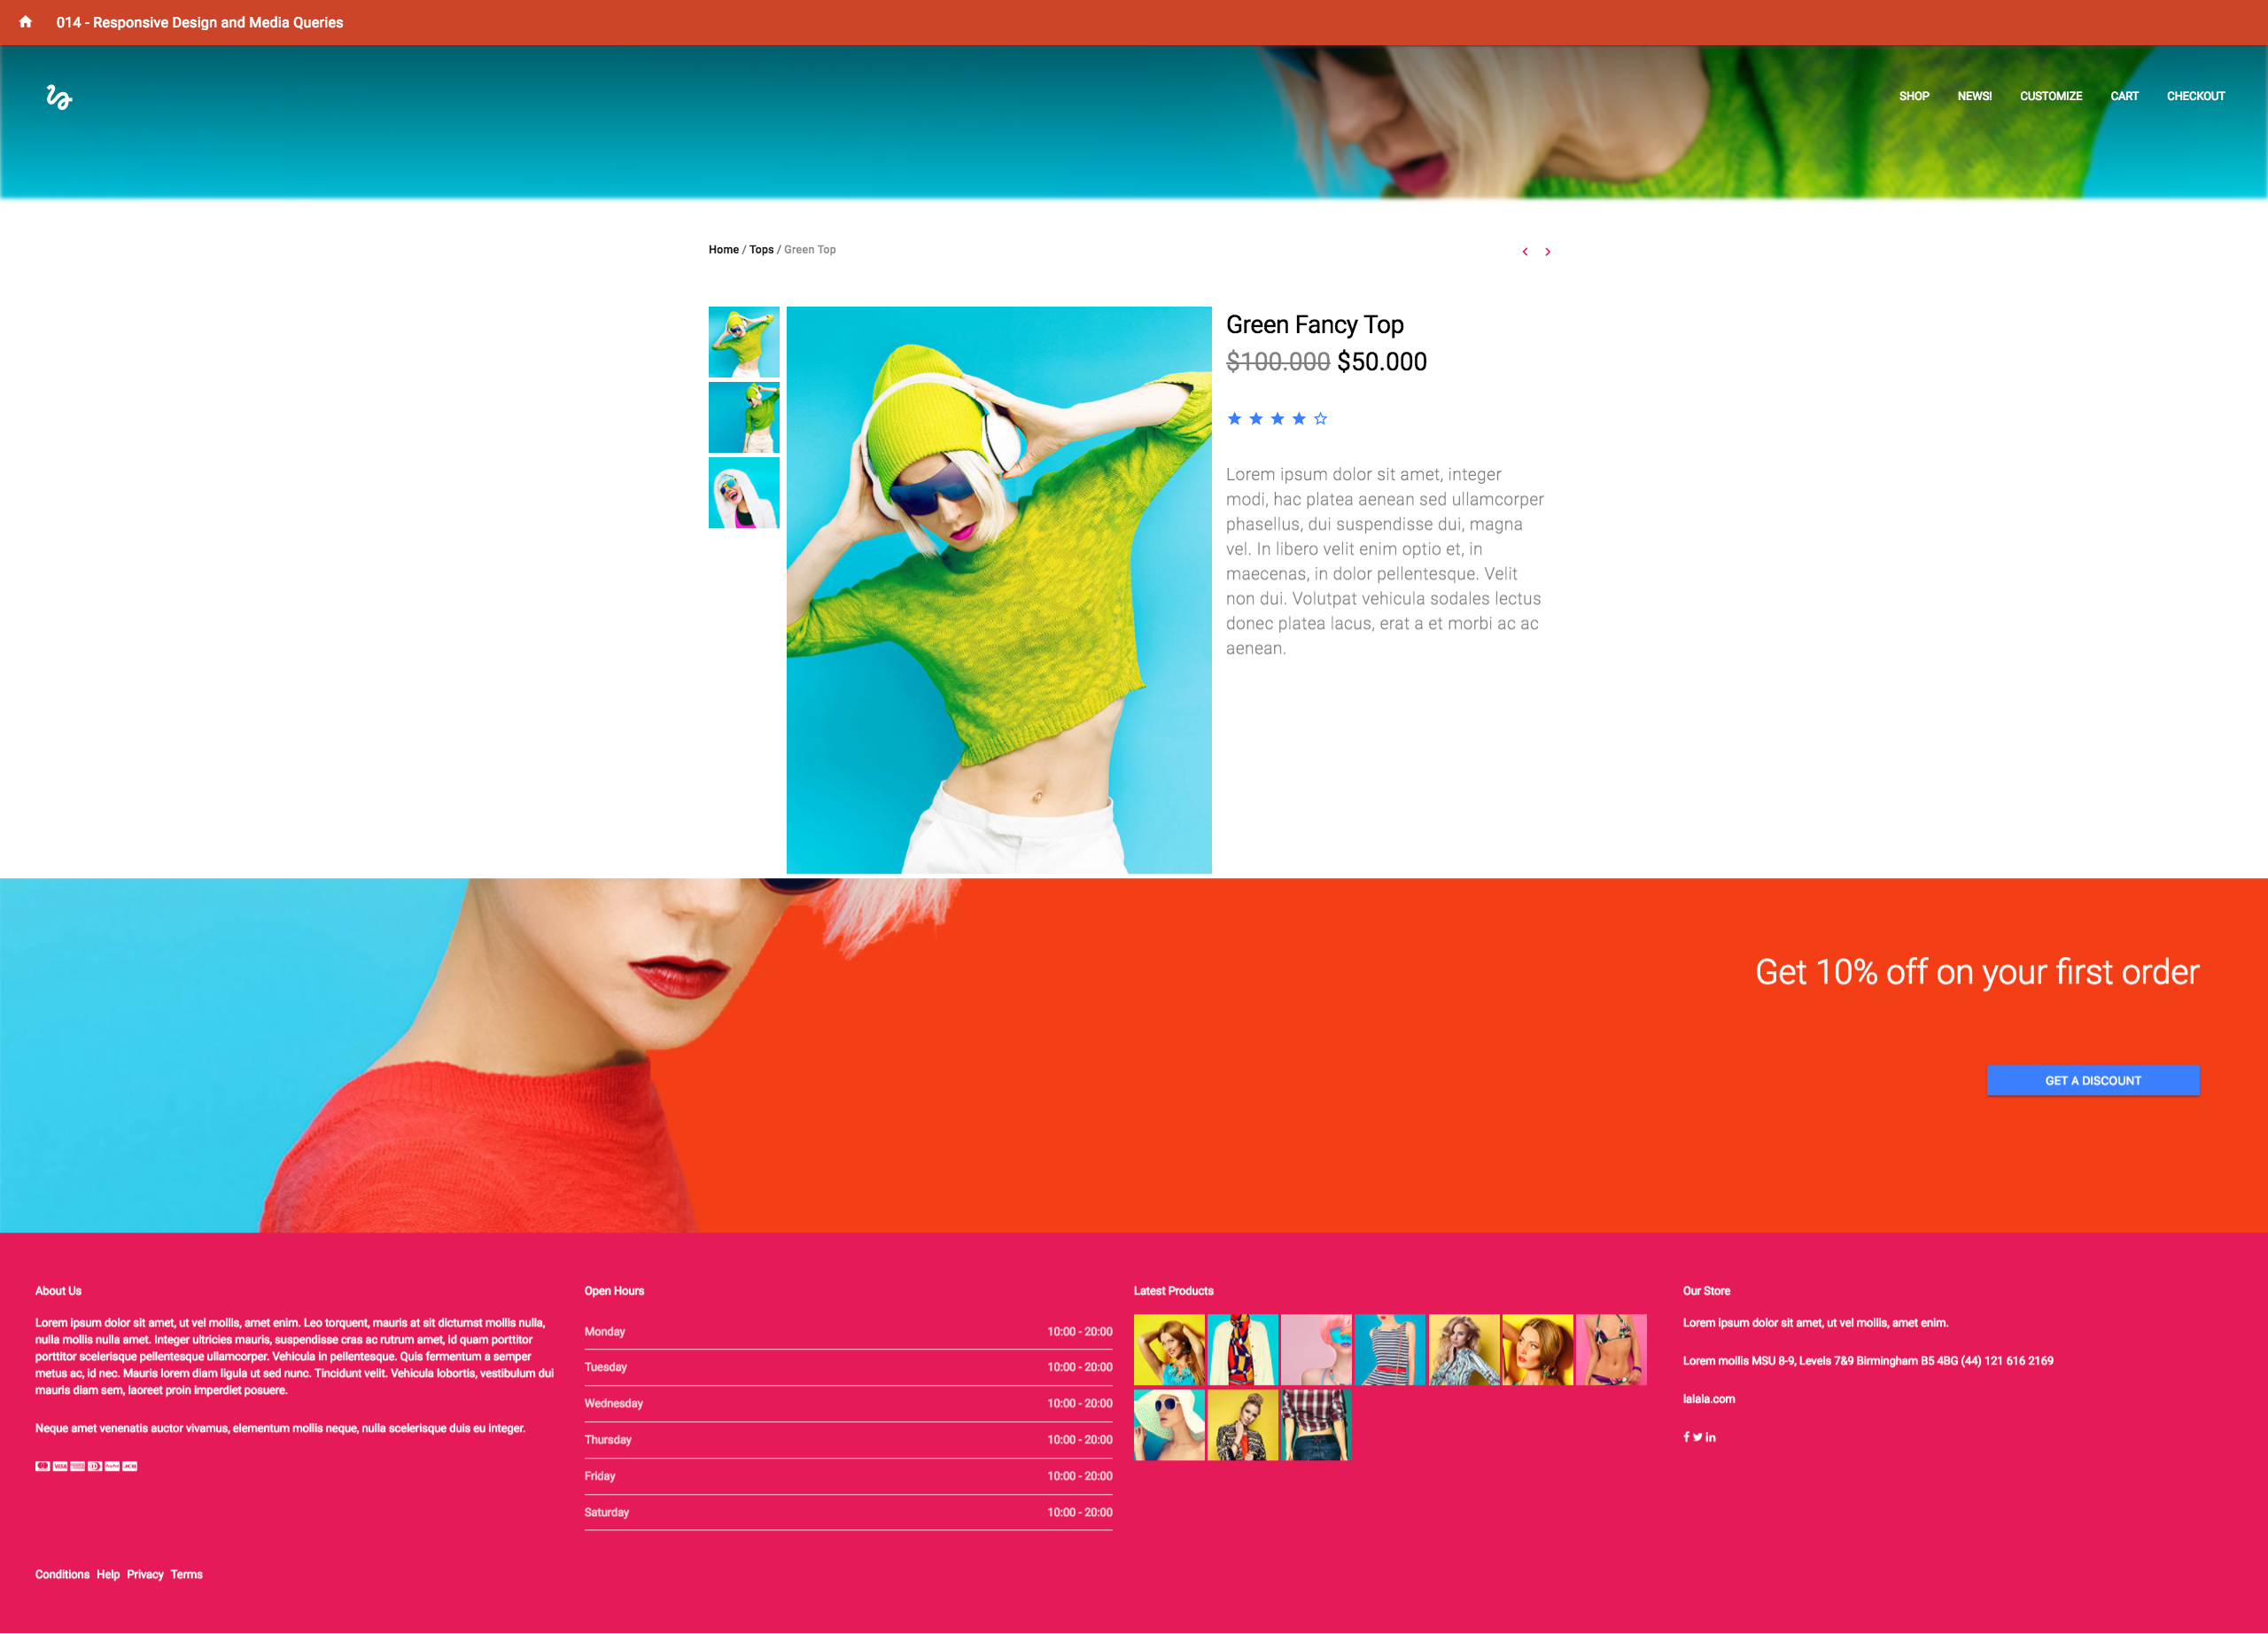 014 - Responsive Design and Media Queries
SHOP NEWS! CUSTOMIZE CART CHECKOUT
Home / Tops / Green Top
Green Fancy Top
$100.000 $50.000
Lorem ipsum dolor sit amet, integer
modi, hac platea aenean sed ullamcorper
phasellus, dui suspendisse dui, magna
vel. In libero velit enim optio et, in
maecenas, in dolor pellentesque. Velit
non dui. Volutpat vehicula sodales lectus
donec platea lacus, erat a et morbi ac ac
aenean.
Get 10% off on your first order
GET A DISCOUNT
About Us
Lorem ipsum dolor sit amet, ut vel mollis, amet enim. Leo torquent, mauris at sit dictumst mollis nulla,
nulla mollis nulla amet. Integer ultricies mauris, suspendisse cras ac rutrum amet, id quam porttitor
porttitor scelerisque pellentesque ullamcorper. Vehicula in pellentesque. Quis fermentum a semper
metus ac, id nec. Mauris lorem diam ligula ut sed nunc. Tincidunt velit. Vehicula lobortis, vestibulum dui
mauris diam sem, laoreet proin imperdiet posuere.
Neque amet venenatis auctor vivamus, elementum mollis neque, nulla scelerisque duis eu integer.
VISA
Open Hours
Monday 10:00 - 20:00
Tuesday 10:00 - 20:00
Wednesday 10:00 - 20:00
Thursday 10:00 - 20:00
Friday 10:00 - 20:00
Saturday 10:00 - 20:00
Latest Products
Our Store
Lorem ipsum dolor sit amet, ut vel mollis, amet enim.
Lorem mollis MSU 8-9, Levels 7&9 Birmingham B5 4BG (44) 121 616 2169
lalala.com
Conditions Help Privacy Terms